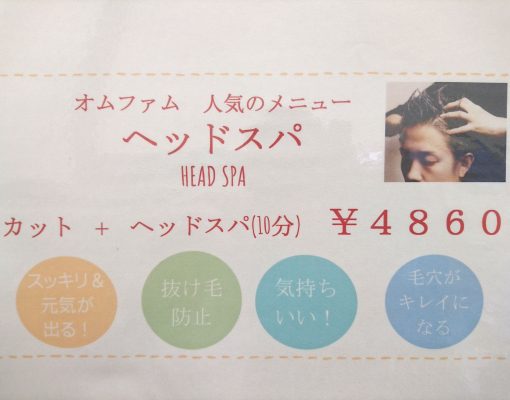 オムファム　人気のメニュー
ヘッドスパ
HEAD SPA
カット　+　ヘッドスパ(10分)　￥4860
スッキリ&
元気が
出る！
抜け毛
防止
気持ち
いい！
毛穴が
キレイに
なる